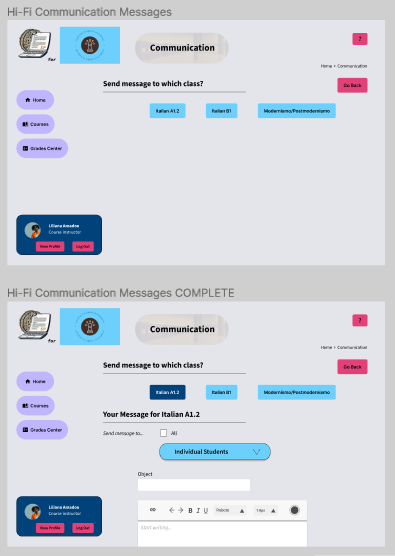 Hi-Fi Communication Messages
for
Communication
?
Home > Communication
Send message to which class?
Go Back
Home
Italian A1.2
Italian B1
Modernismo/Postmodernismo
Courses
Grades Center
Liliana Amados
Course instructor
View Profile
Log Out
Hi-Fi Communication Messages COMPLETE
for
Communication
?
Home > Communication
Send message to which class?
Go Back
Home
Italian A1.2
Italian B1
Modernismo/Postmodernismo
Courses
Your Message for Italian A1.2
Grades Center
Send message to...
All
Individual Students
Object
Liliana Amados
Course instructor
View Profile
Log Out
B I U
Roboto
14px
Start writing...